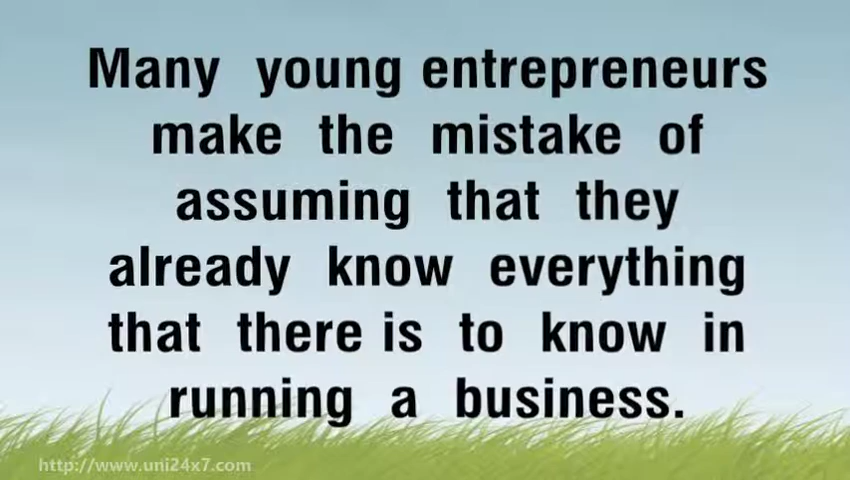 Many young entrepreneurs
make the mistake of
assuming that they
already know everything
that there is to know in
running a business.
http://www.uni24x7.com